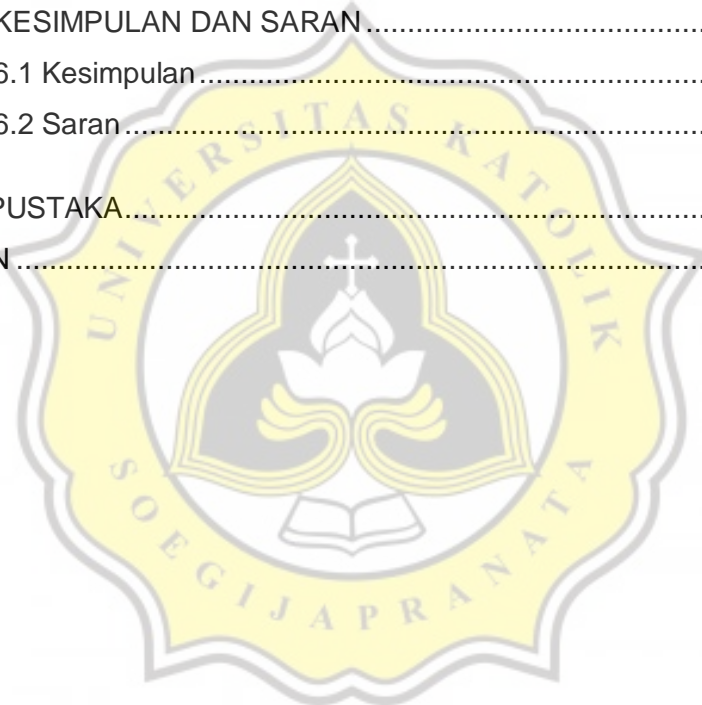 KESIMPULAN DAN SARAN ........................................
6.1 Kesimpulan ..............................................................
6.2 Saran .......................................................................
PUSTAKA .......................................................................
N ....................................................................................
UNIVERSITAS KATOLIK
SOEGIJAPRANATA